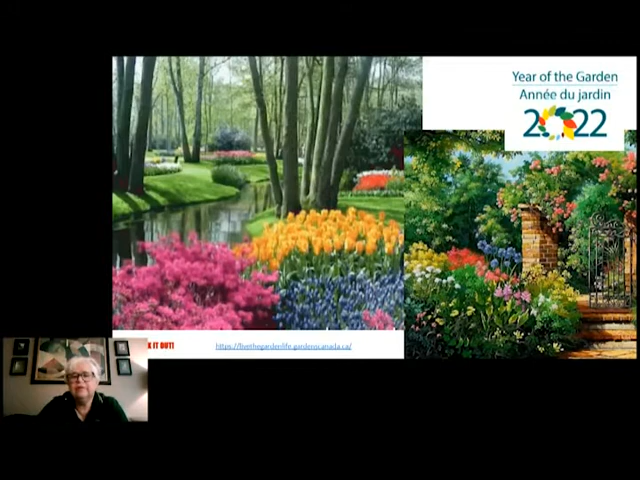 Year of the Garden
Année du jardin
2022
K IT OUT!
https://livethegardenlife.gardenscanada.ca/